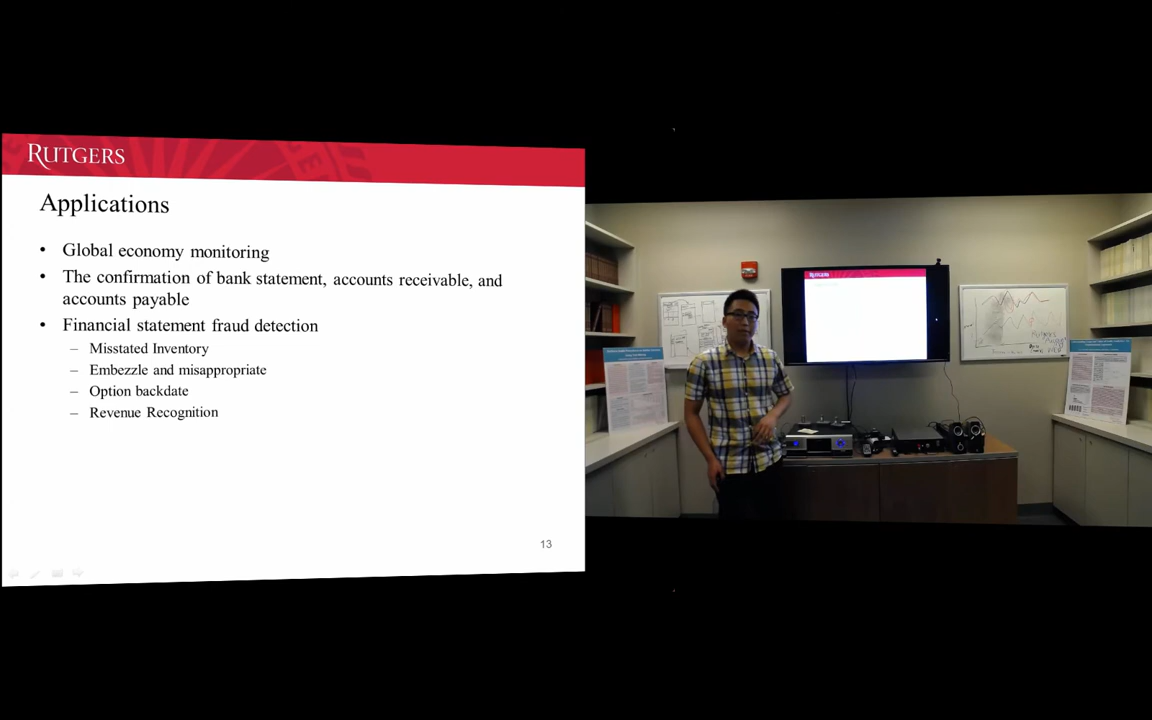 RUTGERS
Applications
• Global economy monitoring
• The confirmation of bank statement, accounts receivable, and
accounts payable
• Financial statement fraud detection
– Misstated Inventory
– Embezzle and misappropriate
– Option backdate
– Revenue Recognition
13
RUTGERS